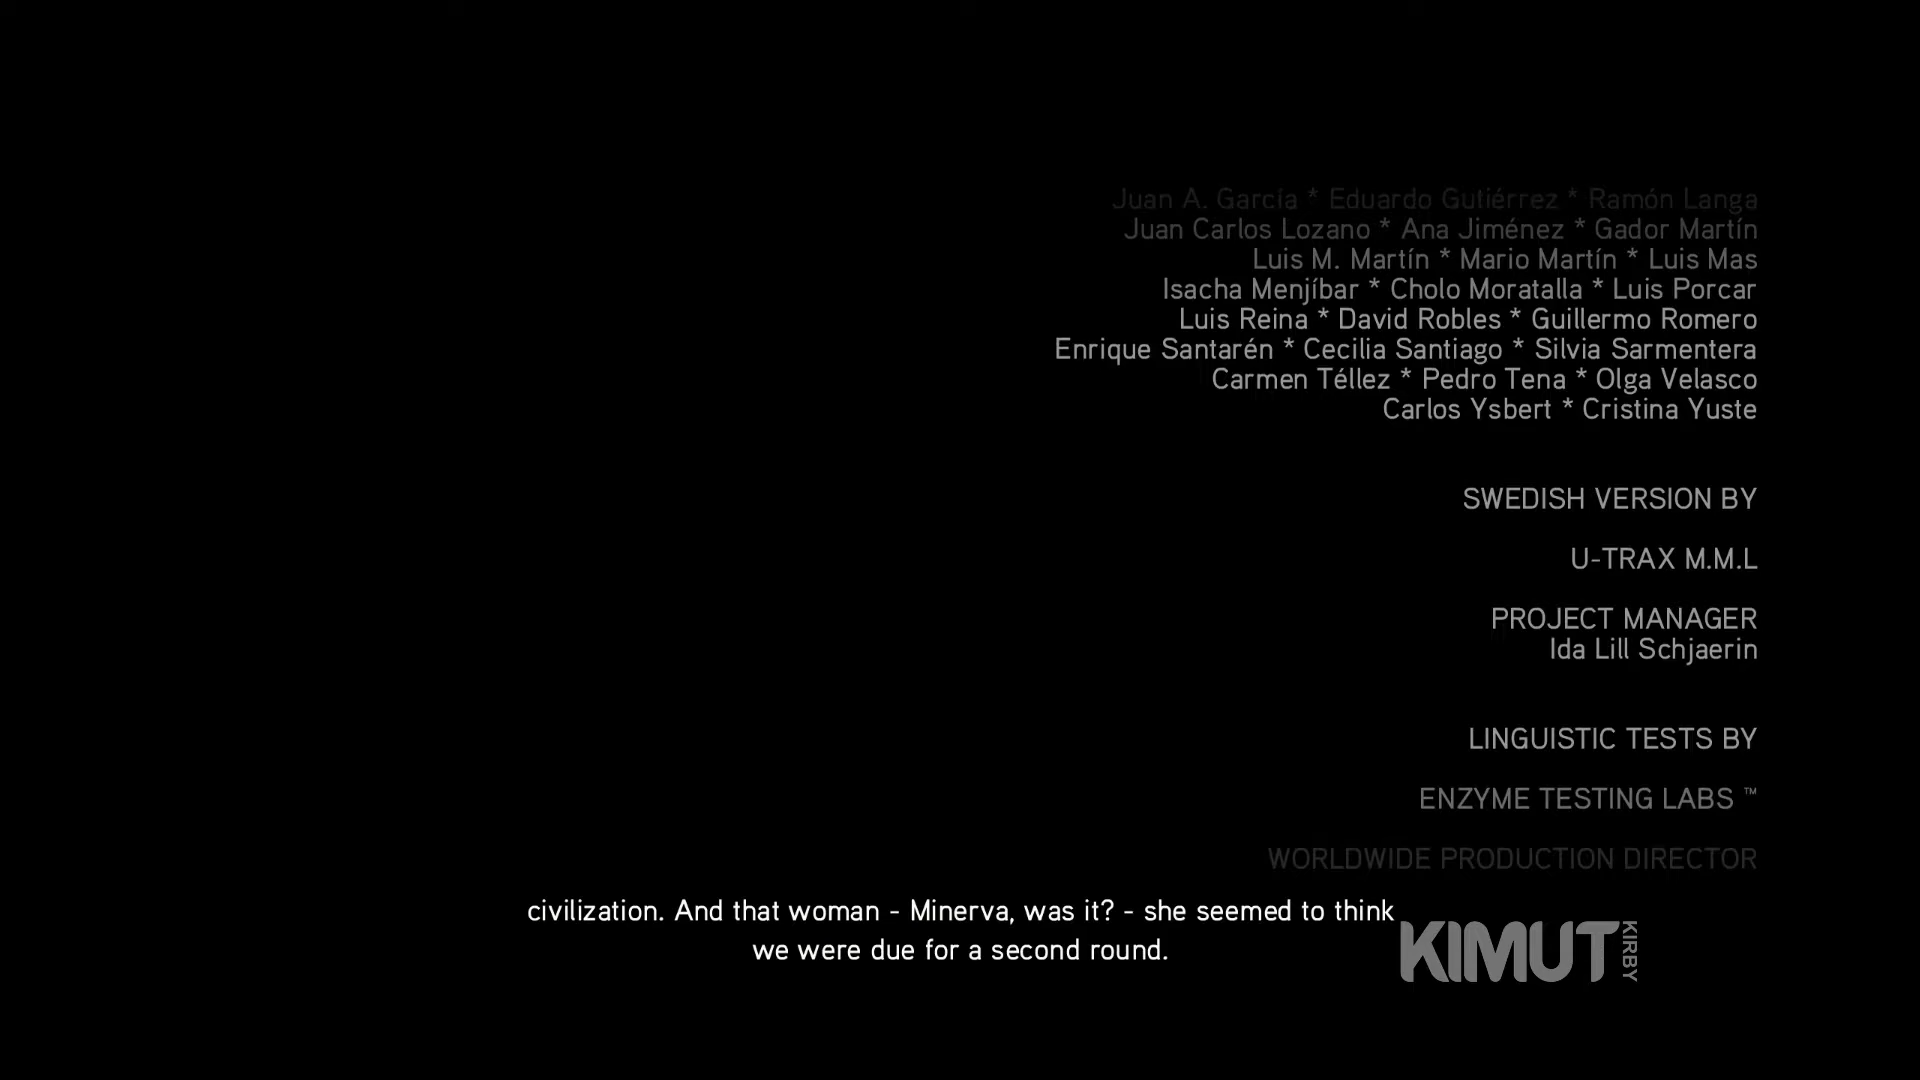 Juan A. García * Eduardo Gutiérrez * Ramón Langa
Juan Carlos Lozano * Ana Jiménez * Gador Martín
Luis M. Martín * Mario Martín * Luis Mas
Isacha Menjíbar * Cholo Moratalla * Luis Porcar
Luis Reina * David Robles * Guillermo Romero
Enrique Santarén * Cecilia Santiago * Silvia Sarmentera
Carmen Téllez * Pedro Tena * Olga Velasco
Carlos Ysbert * Cristina Yuste
SWEDISH VERSION BY
U-TRAX M.M.L
PROJECT MANAGER
Ida Lill Schjaerin
LINGUISTIC TESTS BY
ENZYME TESTING LABS ™
WORLDWIDE PRODUCTION DIRECTOR
civilization. And that woman - Minerva, was it? - she seemed to think
we were due for a second round.
KIMUT KIRBY